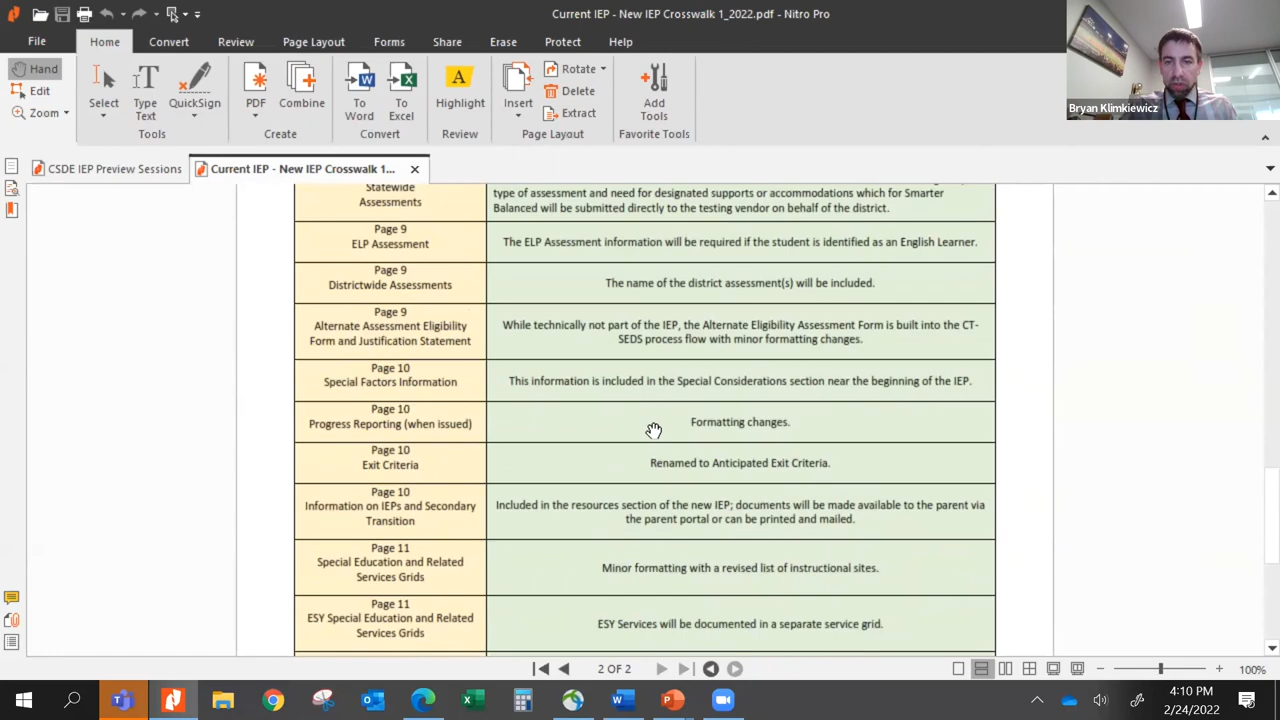 Current IEP - New IEP Crosswalk 1_2022.pdf - Nitro Pro
File
Home
Convert
Review
Page Layout
Forms
Share
Erase
Protect
Help
Hand
Edit
Zoom
Select
Type
Text
QuickSign
Tools
PDF
Combine
Create
To
Word
To
Excel
Convert
Highlight
Review
Insert
Rotate
Delete
Extract
Page Layout
Add
Tools
Favorite Tools
Bryan Klimkiewicz
CSDE IEP Preview Sessions
Current IEP - New IEP Crosswalk 1...
Statewide
Assessments
type of assessment and need for designated supports or accommodations which for Smarter
Balanced will be submitted directly to the testing vendor on behalf of the district.
Page 9
ELP Assessment
The ELP Assessment information will be required if the student is identified as an English Learner.
Page 9
Districtwide Assessments
The name of the district assessment(s) will be included.
Page 9
Alternate Assessment Eligibility
Form and Justification Statement
While technically not part of the IEP, the Alternate Eligibility Assessment Form is built into the CT-
SEDS process flow with minor formatting changes.
Page 10
Special Factors Information
This information is included in the Special Considerations section near the beginning of the IEP.
Page 10
Progress Reporting (when issued)
Formatting changes.
Page 10
Exit Criteria
Renamed to Anticipated Exit Criteria.
Page 10
Information on IEPs and Secondary
Transition
Included in the resources section of the new IEP; documents will be made available to the parent via
the parent portal or can be printed and mailed.
Page 11
Special Education and Related
Services Grids
Minor formatting with a revised list of instructional sites.
Page 11
ESY Special Education and Related
Services Grids
ESY Services will be documented in a separate service grid.
2 OF 2
100%
4:10 PM
2/24/2022